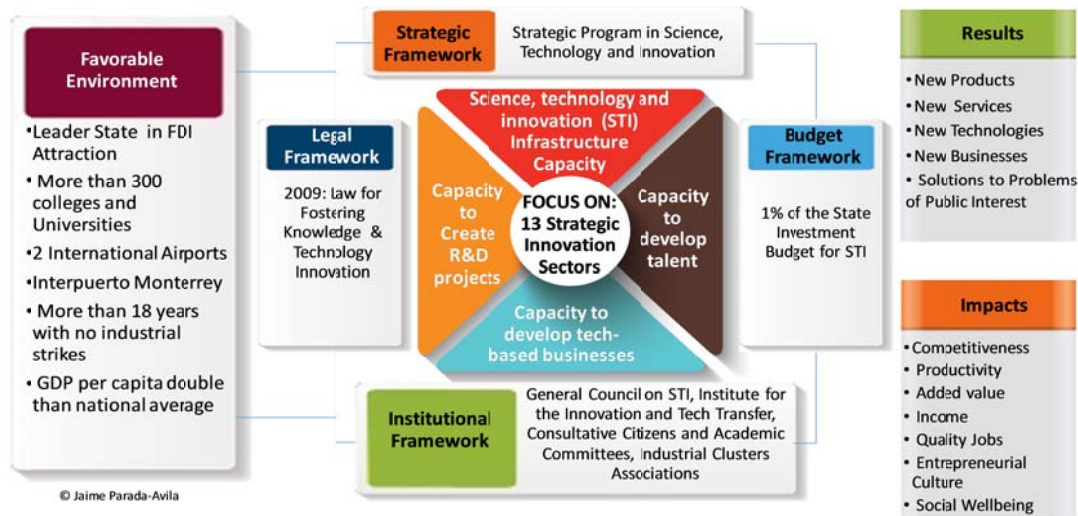 Favorable
Environment
•Leader State in FDI
Attraction
• More than 300
colleges and
Universities
•2 International Airports
•Interpuerto Monterrey
• More than 18 years
with no industrial
strikes
• GDP per capita double
than national average
© Jaime Parada-Avila
Strategic
Framework
Strategic Program in Science,
Technology and Innovation
Legal
Framework
2009: Law for
Fostering
Knowledge &
Technology
Innovation
Science, technology and
innovation (STI)
Infrastructure
Capacity
Capacity
to
Create
R&D
projects
FOCUS ON:
13 Strategic
Innovation
Sectors
Capacity
to
develop
talent
Capacity to
develop tech-
based businesses
Budget
Framework
1% of the State
Investment
Budget for STI
Institutional
Framework
General Council on STI, Institute for
the Innovation and Tech Transfer,
Consultative Citizens and Academic
Committees, Industrial Clusters
Associations
Results
• New Products
• New Services
• New Technologies
• New Businesses
• Solutions to Problems
of Public Interest
Impacts
• Competitiveness
• Productivity
• Added value
• Income
• Quality Jobs
• Entrepreneurial
Culture
• Social Wellbeing